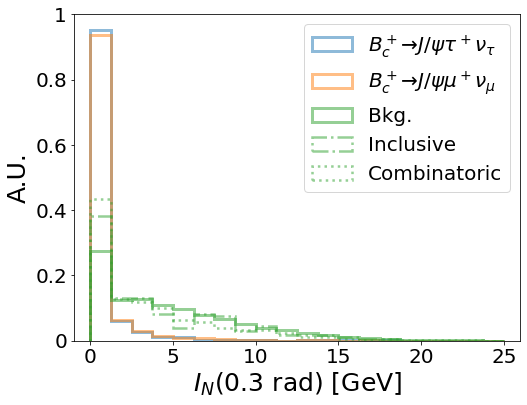 1
0.8
0.6
0.4
0.2
0
A.U.
B_c^+→J/ψτ^+ν_τ
B_c^+→J/ψμ^+ν_μ
Bkg.
Inclusive
Combinatoric
0 5 10 15 20 25
I_N(0.3 rad) [GeV]